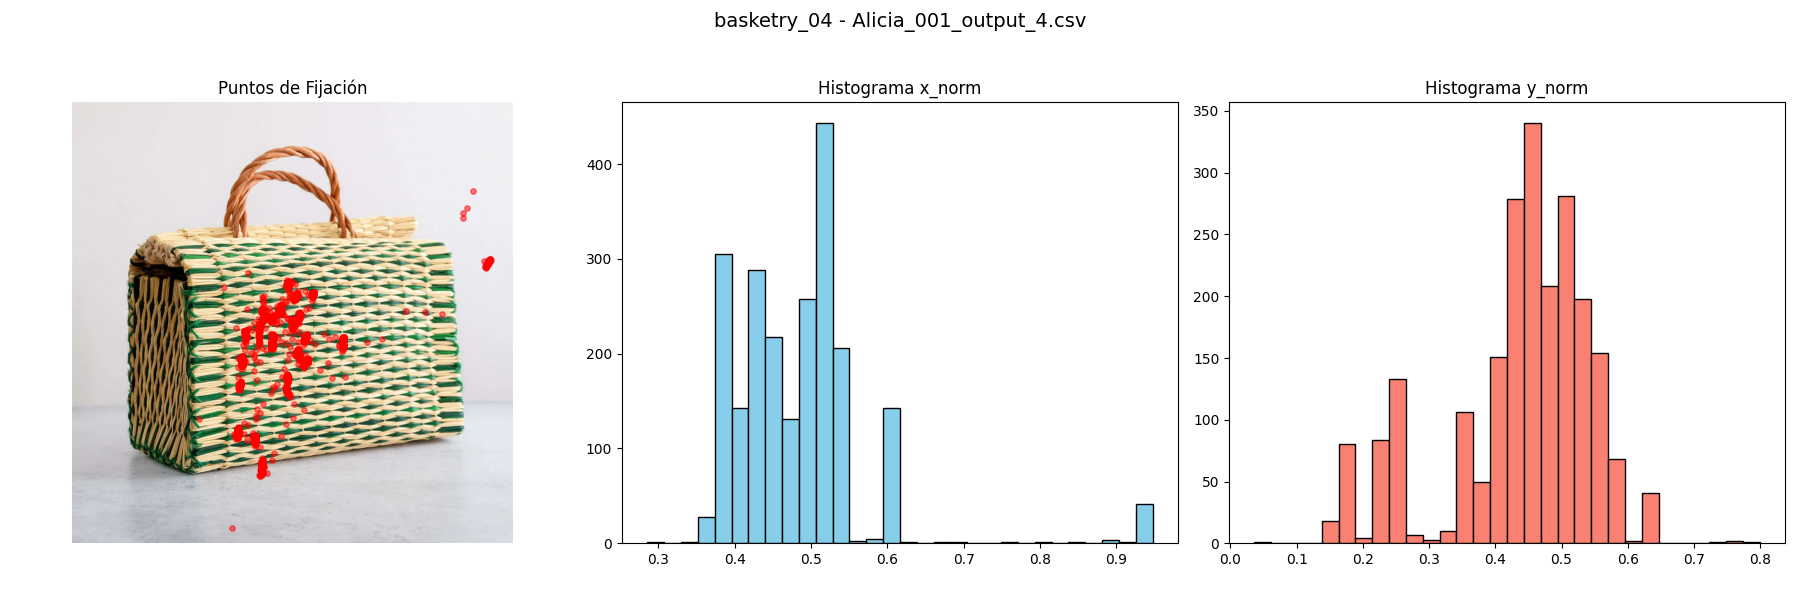 basketry_04 - Alicia_001_output_4.csv
Puntos de Fijación
Histograma x_norm
400
300
200
100
0
0.3 0.4 0.5 0.6 0.7 0.8 0.9
Histograma y_norm
350
300
250
200
150
100
50
0
0.0 0.1 0.2 0.3 0.4 0.5 0.6 0.7 0.8